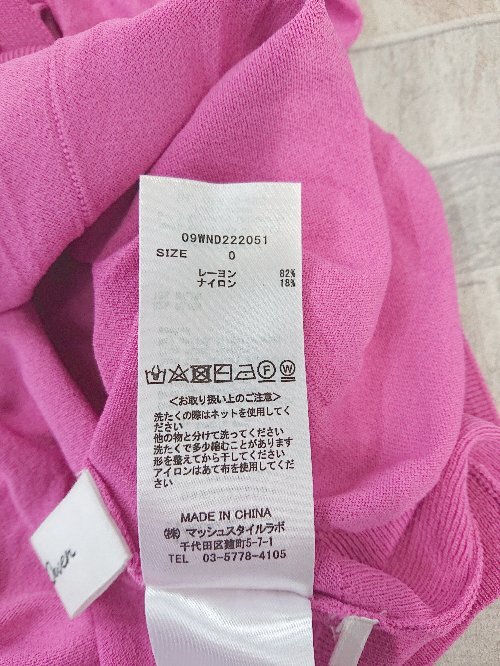 09WND222051
SIZE 0
レーヨン 82%
ナイロン 18%
<お取り扱い上のご注意>
洗たくの際はネットを使用してく
ださい
他の物と分けて洗ってください
洗たくで多少縮むことがあります
形を整えてから干してください
アイロンはあて布を使用してくだ
さい
MADE IN CHINA
(株) マッシュスタイルラボ
千代田区麹町5-7-1
TEL 03-5778-4105